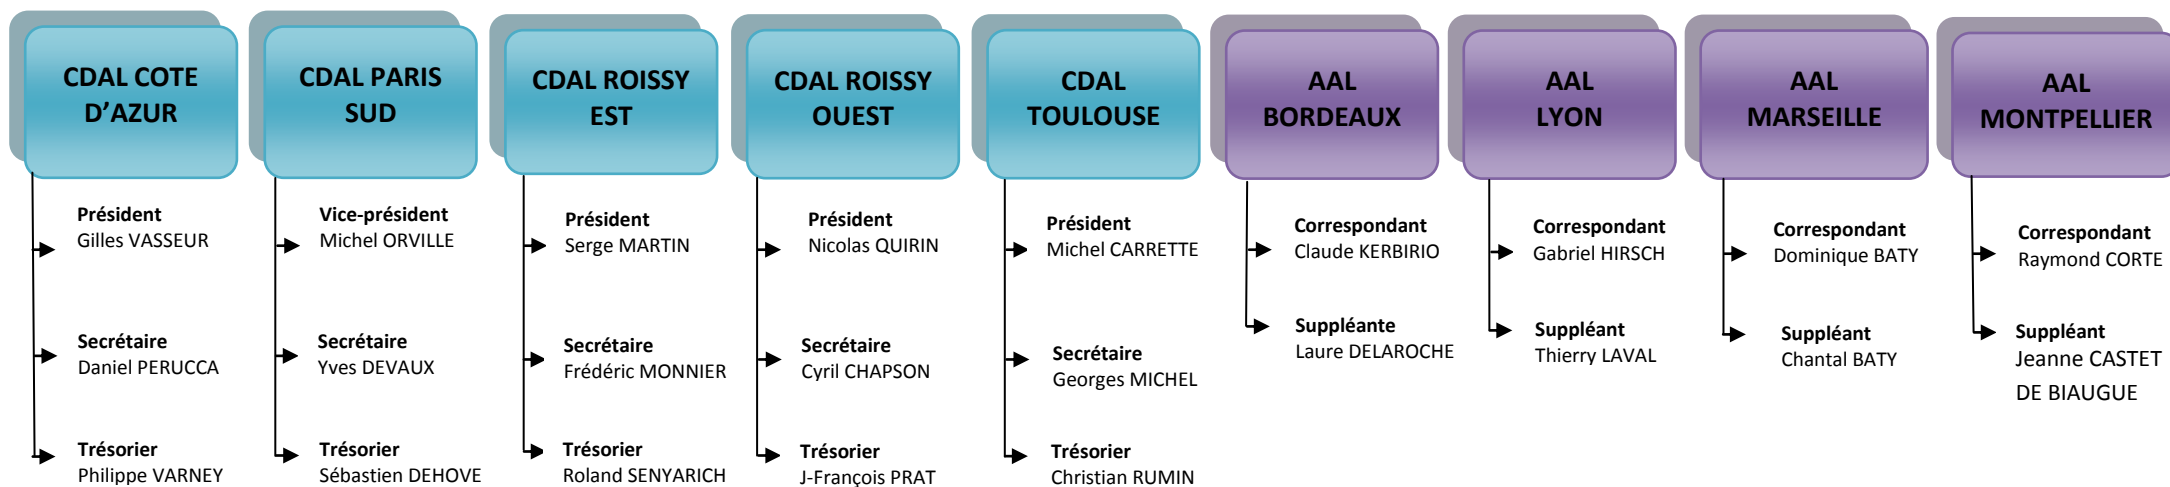 CDAL COTE
D’AZUR
Président
Gilles VASSEUR
Secrétaire
Daniel PERUCCA
Trésorier
Philippe VARNEY
CDAL PARIS
SUD
Vice-président
Michel ORVILLE
Secrétaire
Yves DEVAUX
Trésorier
Sébastien DEHOVE
CDAL ROISSY
EST
Président
Serge MARTIN
Secrétaire
Frédéric MONNIER
Trésorier
Roland SENYARICH
CDAL ROISSY
OUEST
Président
Nicolas QUIRIN
Secrétaire
Cyril CHAPSON
Trésorier
J-François PRAT
CDAL
TOULOUSE
Président
Michel CARRETTE
Secrétaire
Georges MICHEL
Trésorier
Christian RUMIN
AAL
BORDEAUX
Correspondant
Claude KERBIRIO
Suppléante
Laure DELAROCHE
AAL
LYON
Correspondant
Gabriel HIRSCH
Suppléant
Thierry LAVAL
AAL
MARSEILLE
Correspondant
Dominique BATY
Suppléant
Chantal BATY
AAL
MONTPELLIER
Correspondant
Raymond CORTE
Suppléant
Jeanne CASTET
DE BIAUGUE